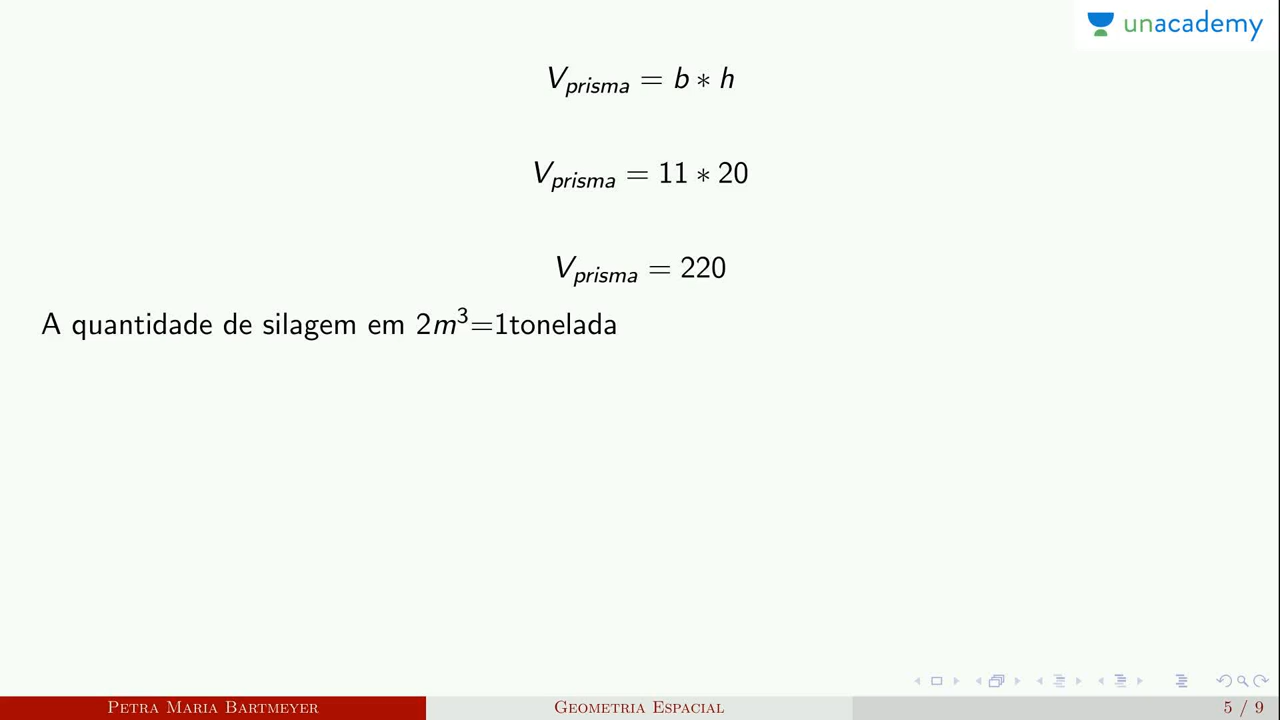 unacademy
V_prisma = b * h
V_prisma = 11 * 20
V_prisma = 220
A quantidade de silagem em 2m³=1tonelada
Petra Maria Bartmeyer
Geometria Espacial
5 / 9